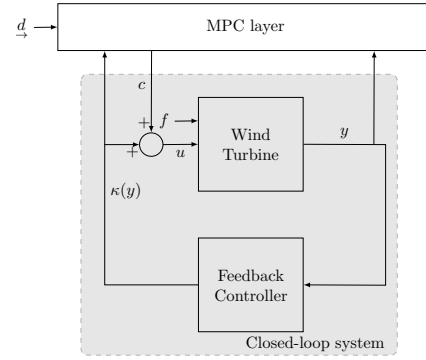 d
MPC layer
c
+
f
+
u
Wind
Turbine
y
κ(y)
Feedback
Controller
Closed-loop system